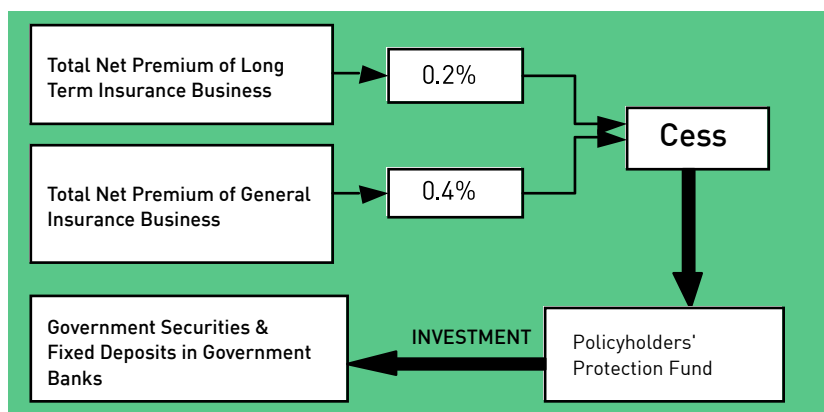 Total Net Premium of Long
Term Insurance Business
0.2%
Cess
Total Net Premium of General
Insurance Business
0.4%
Government Securities &
Fixed Deposits in Government
Banks
INVESTMENT
Policyholders'
Protection Fund